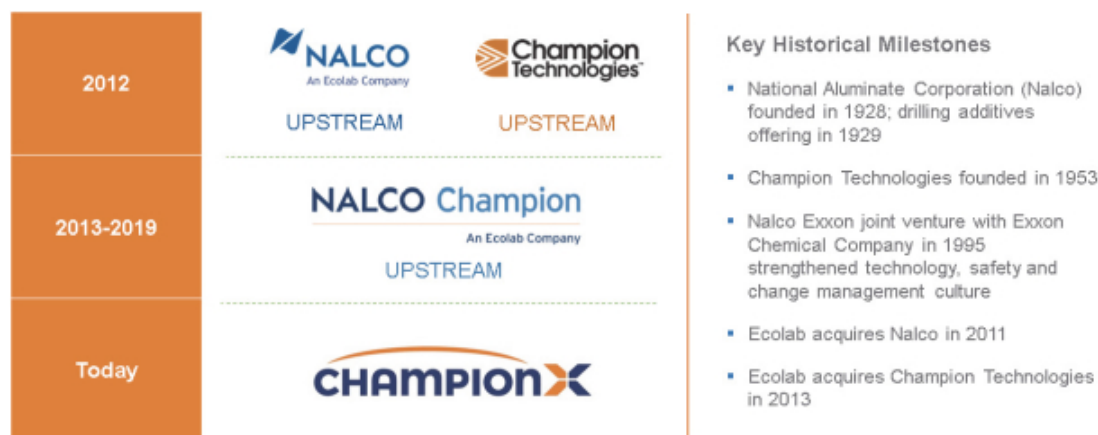 2012
NALCO
An Ecolab Company
UPSTREAM
Champion
Technologies™
UPSTREAM
2013-2019
NALCO Champion
An Ecolab Company
UPSTREAM
Today
CHAMPIONX
Key Historical Milestones
▪ National Aluminate Corporation (Nalco)
founded in 1928; drilling additives
offering in 1929
▪ Champion Technologies founded in 1953
▪ Nalco Exxon joint venture with Exxon
Chemical Company in 1995
strengthened technology, safety and
change management culture
▪ Ecolab acquires Nalco in 2011
▪ Ecolab acquires Champion Technologies
in 2013